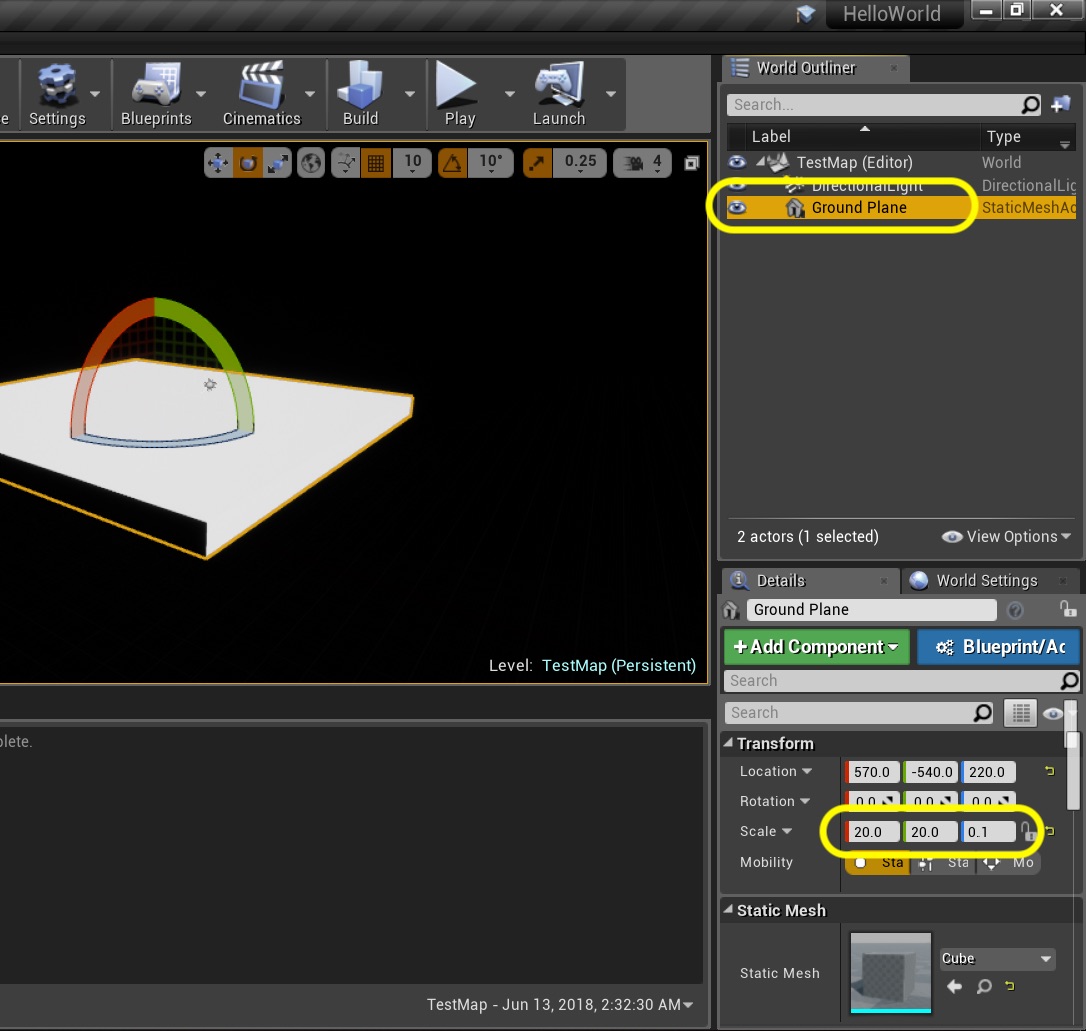 HelloWorld
Settings
Blueprints
Cinematics
Build
Play
Launch
World Outliner
Search...
Label
Type
10
10°
0.25
4
TestMap (Editor)
World
DirectionalLight
DirectionalLig
Ground Plane
StaticMeshAc
2 actors (1 selected)
View Options
Details
World Settings
Ground Plane
+Add Component
Blueprint/Ac
Level: TestMap (Persistent)
Search
Search
plete.
Transform
Location
570.0
-540.0
220.0
Rotation
0.0
0.0
0.0
Scale
20.0
20.0
0.1
Mobility
Sta
Sta
Mo
Static Mesh
Static Mesh
Cube
TestMap - Jun 13, 2018, 2:32:30 AM